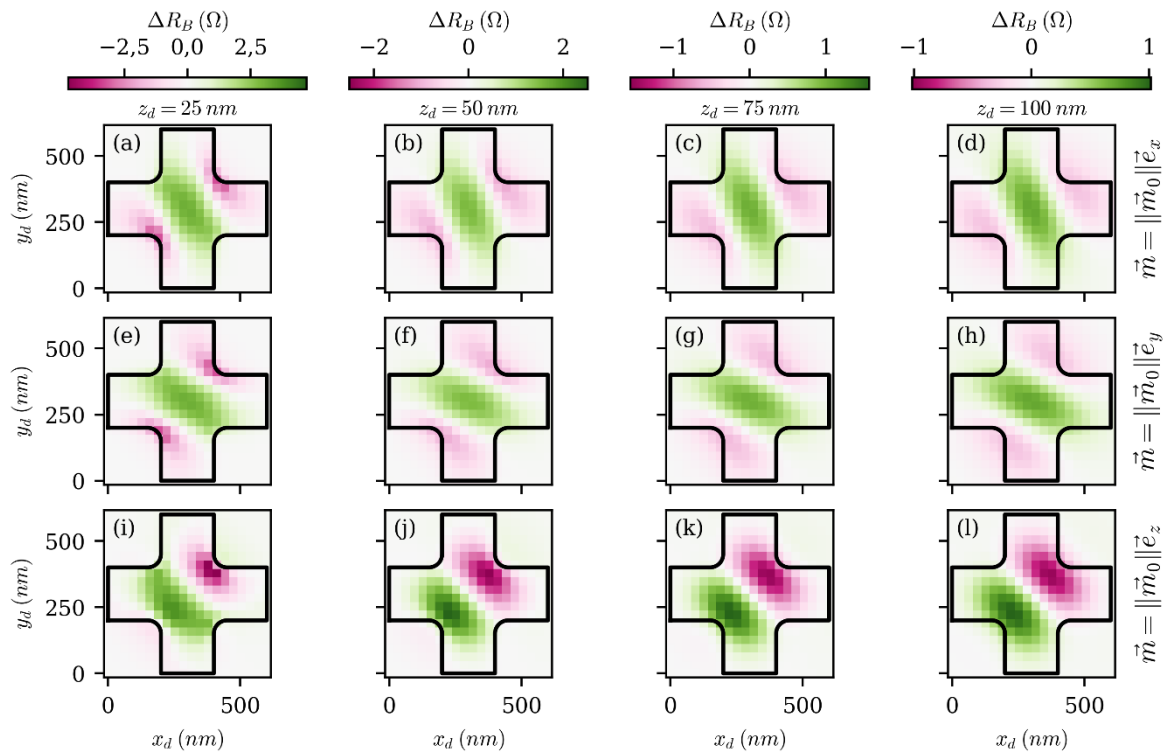 ΔR_B (Ω) ΔR_B (Ω) ΔR_B (Ω) ΔR_B (Ω)
−2,5 0,0 2,5 −2 0 2 −1 0 1 −1 0 1
z_d = 25 nm z_d = 50 nm z_d = 75 nm z_d = 100 nm
(a) (b) (c) (d)
500
250
0
y_d (nm)
m⃗ = ||m⃗_0||e⃗_x
(e) (f) (g) (h)
500
250
0
y_d (nm)
m⃗ = ||m⃗_0||e⃗_y
(i) (j) (k) (l)
500
250
0
y_d (nm)
m⃗ = ||m⃗_0||e⃗_z
0 500 0 500 0 500 0 500
x_d (nm) x_d (nm) x_d (nm) x_d (nm)